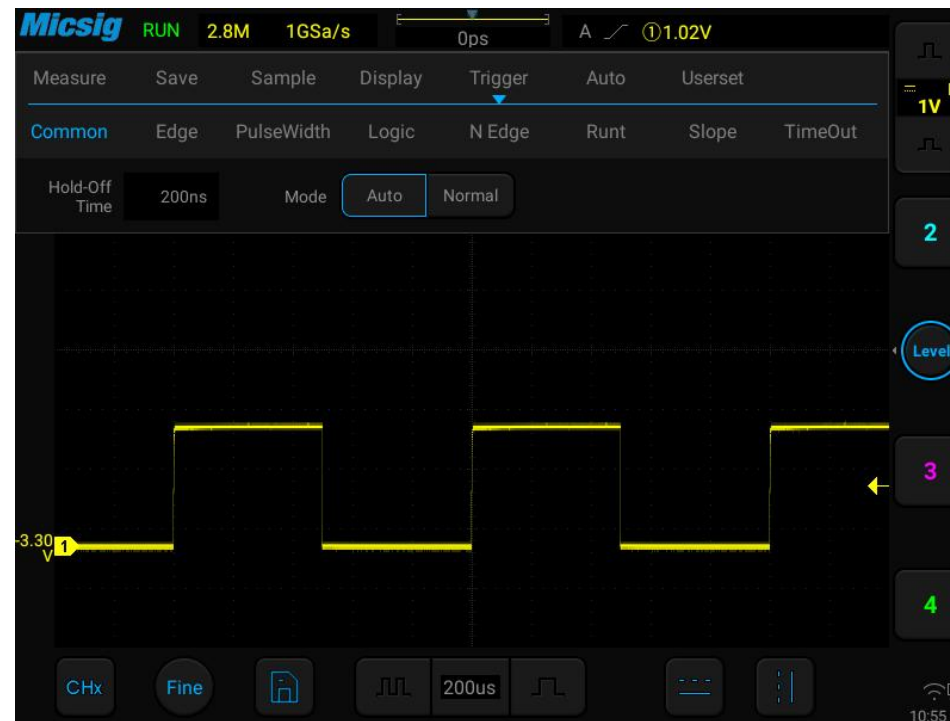 Micsig RUN 2.8M 1GSa/s 0ps A ①1.02V
Measure Save Sample Display Trigger Auto Userset
1V
Common Edge PulseWidth Logic N Edge Runt Slope TimeOut
Hold-Off
Time 200ns Mode Auto Normal
2
Level
3
-3.30
V 1
4
CHx Fine 200us
10:55